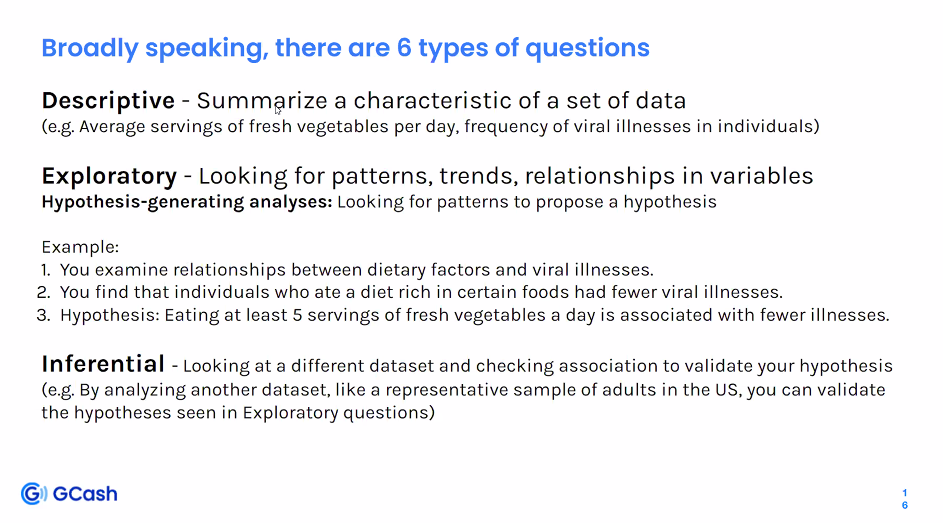 Broadly speaking, there are 6 types of questions
Descriptive - Summarize a characteristic of a set of data
(e.g. Average servings of fresh vegetables per day, frequency of viral illnesses in individuals)
Exploratory - Looking for patterns, trends, relationships in variables
Hypothesis-generating analyses: Looking for patterns to propose a hypothesis
Example:
1. You examine relationships between dietary factors and viral illnesses.
2. You find that individuals who ate a diet rich in certain foods had fewer viral illnesses.
3. Hypothesis: Eating at least 5 servings of fresh vegetables a day is associated with fewer illnesses.
Inferential - Looking at a different dataset and checking association to validate your hypothesis
(e.g. By analyzing another dataset, like a representative sample of adults in the US, you can validate
the hypotheses seen in Exploratory questions)
GCash
1
6